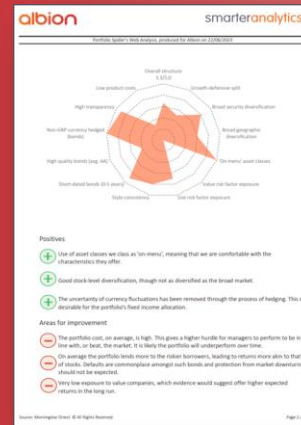 albion
smarteranalytics
Portfolio Spider's Web Analysis, produced for Albion on 22/06/2023
Overall structure
3.3/5.0
Low product costs
Growth-defensive split
High transparency
Broad security diversification
Non-GBP currency hedged
(bonds)
Broad geographic
diversification
High quality bonds (avg. AA)
'On-menu' asset classes
Short-dated bonds (0-5 years)
Value risk factor exposure
Style consistency
Size risk factor exposure
Positives
Use of asset classes we class as 'on-menu', meaning that we are comfortable with the
characteristics they offer.
Good stock-level diversification, though not as diversified as the broad market.
The uncertainty of currency fluctuations has been removed through the process of hedging. This is
desirable for the portfolio's fixed income allocation.
Areas for improvement
The portfolio cost, on average, is high. This gives a higher hurdle for managers to perform to be in
line with, or beat, the market. It is likely the portfolio will underperform over time.
On average the portfolio lends more to the riskier borrowers, leading to returns more akin to that
of stocks. Defaults are commonplace amongst such bonds and protection from market downturns
should not be expected.
Very low exposure to value companies, which evidence would suggest offer higher expected
returns in the long run.
Source: Morningstar Direct. © All Rights Reserved
Page 2